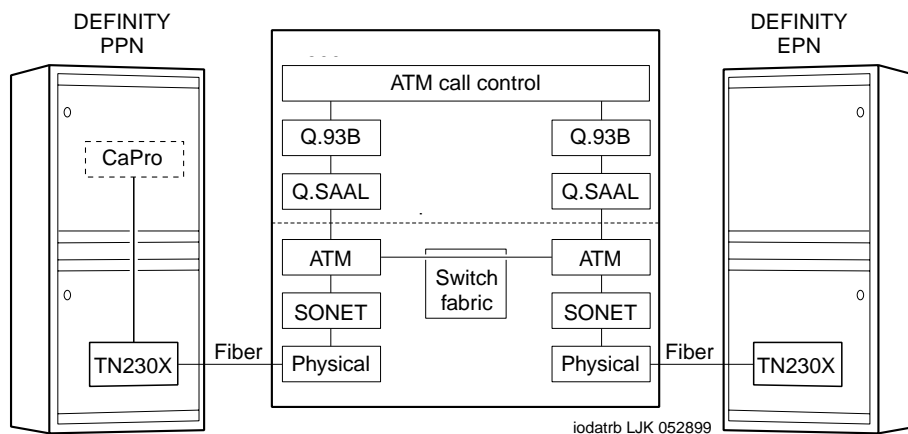 DEFINITY
PPN
DEFINITY
EPN
ATM call control
CaPro
Q.93B
Q.93B
Q.SAAL
Q.SAAL
ATM
ATM
Switch
fabric
SONET
SONET
TN230X
Fiber
Physical
Physical
Fiber
TN230X
iodatrb LJK 052899